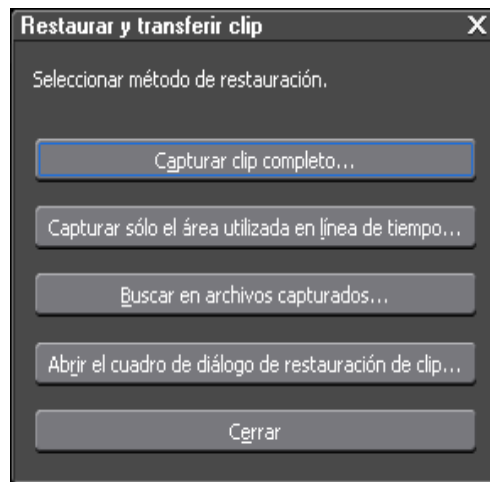 Restaurar y transferir clip X
Seleccionar método de restauración.
Capturar clip completo...
Capturar sólo el área utilizada en línea de tiempo...
Buscar en archivos capturados...
Abrir el cuadro de diálogo de restauración de clip...
Cerrar